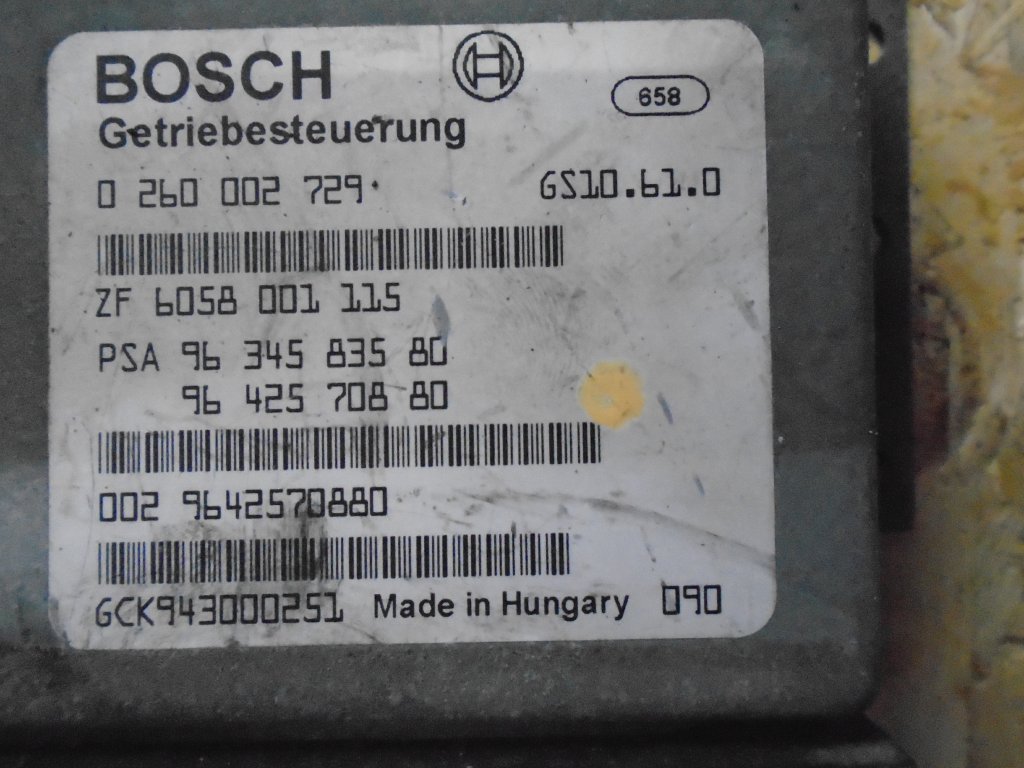 BOSCH
658
Getriebesteuerung
0 260 002 729 GS10.61.0
ZF 6058 001 115
PSA 96 345 835 80
96 425 708 80
002 9642570880
GCK943000251 Made in Hungary 090